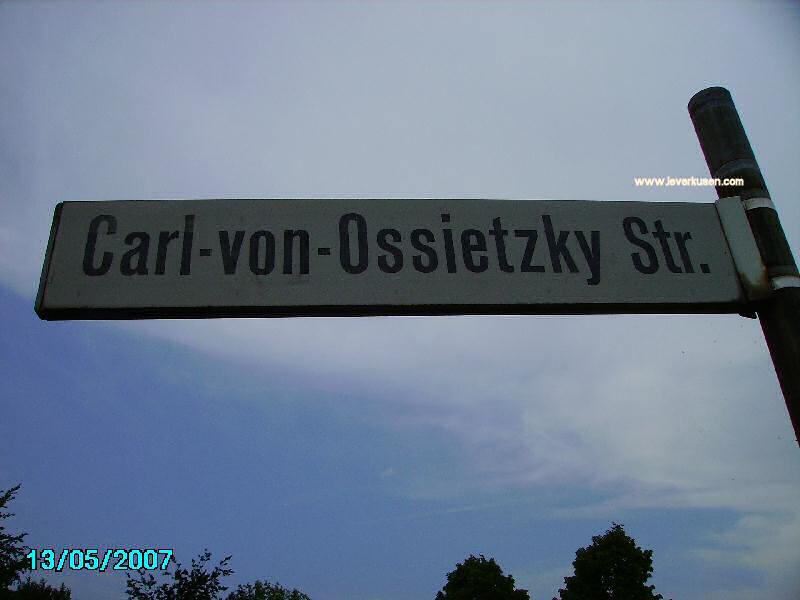 www.leverkusen.com
Carl-von-Ossietzky Str.
13/05/2007